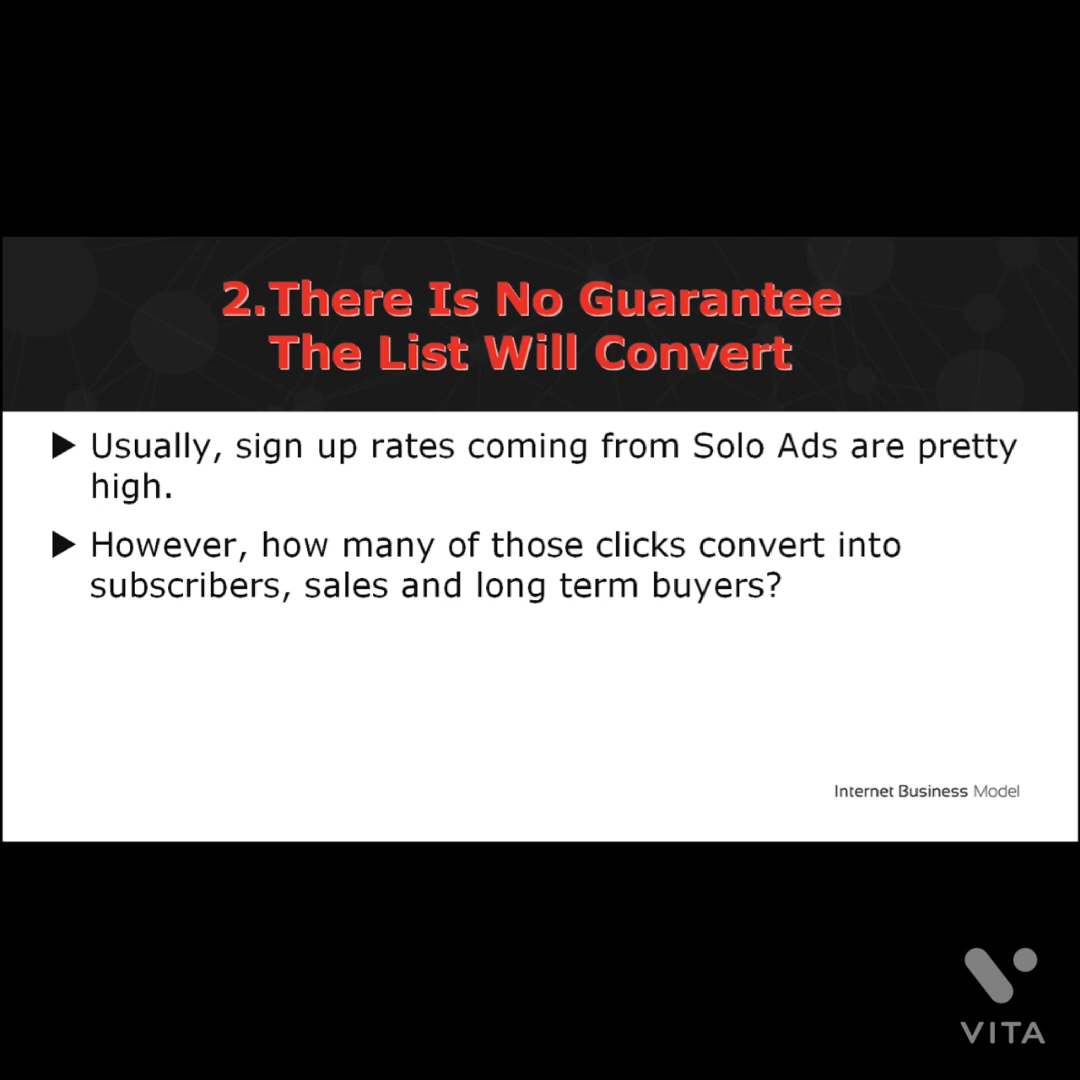 2.There Is No Guarantee
The List Will Convert
Usually, sign up rates coming from Solo Ads are pretty
high.
However, how many of those clicks convert into
subscribers, sales and long term buyers?
Internet Business Model
VITA